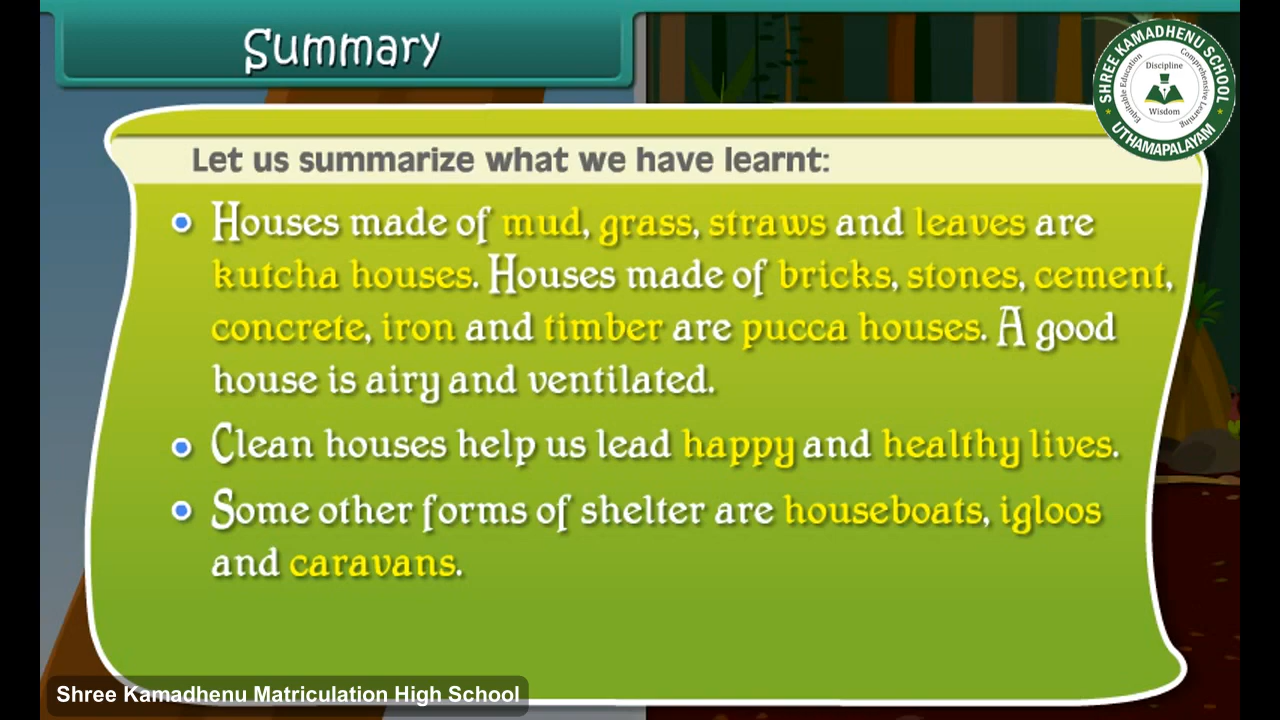 Summary
SHREE KAMADHENU SCHOOL
Equitable Education
Discipline
Comprehensive Learning
Wisdom
UTHAMAPALAYAM
Let us summarize what we have learnt:
Houses made of mud, grass, straws and leaves are
kutcha houses. Houses made of bricks, stones, cement,
concrete, iron and timber are pucca houses. A good
house is airy and ventilated.
Clean houses help us lead happy and healthy lives.
Some other forms of shelter are houseboats, igloos
and caravans.
Shree Kamadhenu Matriculation High School